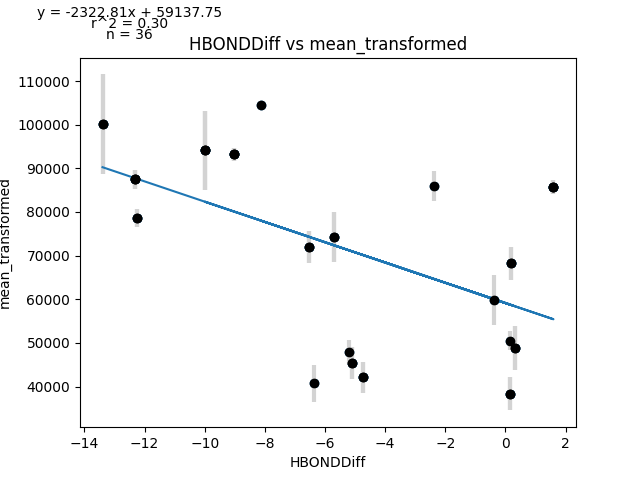 y = -2322.81x + 59137.75
r^2 = 0.30
n = 36
HBONDDiff vs mean_transformed
110000
100000
90000
80000
70000
60000
50000
40000
mean_transformed
−14 −12 −10 −8 −6 −4 −2 0 2
HBONDDiff